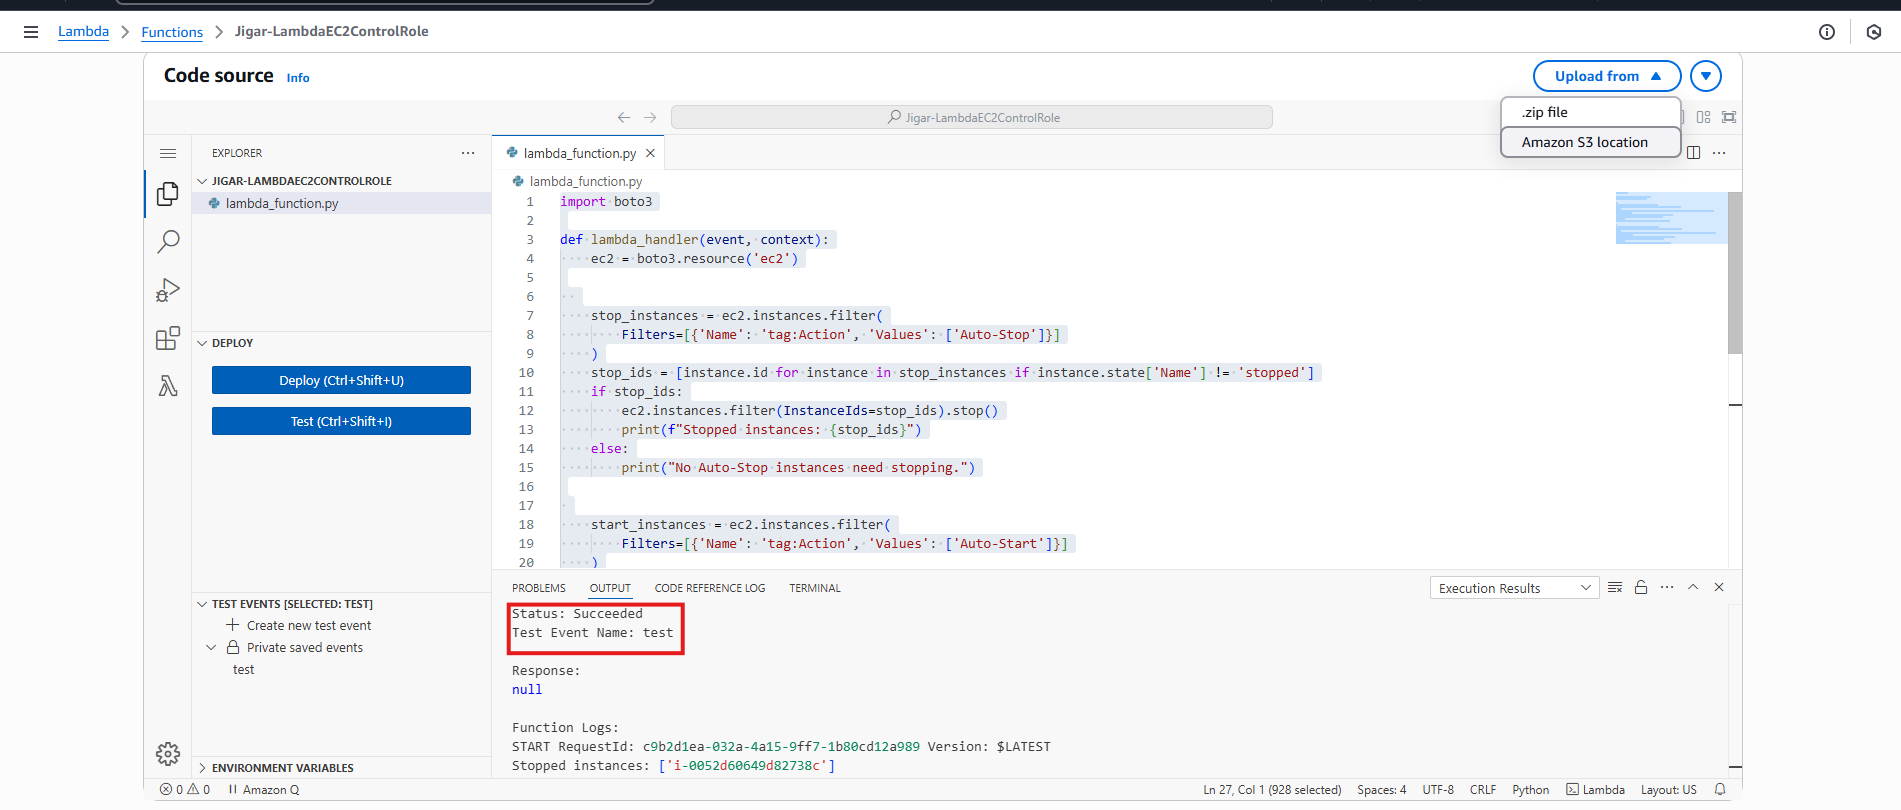 Lambda > Functions > Jigar-LambdaEC2ControlRole
Code source Info
Upload from
.zip file
Amazon S3 location
Jigar-LambdaEC2ControlRole
EXPLORER
JIGAR-LAMBDAEC2CONTROLROLE
lambda_function.py
DEPLOY
Deploy (Ctrl+Shift+U)
Test (Ctrl+Shift+I)
TEST EVENTS [SELECTED: TEST]
Create new test event
Private saved events
test
ENVIRONMENT VARIABLES
lambda_function.py
lambda_function.py
1 import boto3
2
3 def lambda_handler(event, context):
4     ec2 = boto3.resource('ec2')
5
6
7     stop_instances = ec2.instances.filter(
8         Filters=[{'Name': 'tag:Action', 'Values': ['Auto-Stop']}]
9     )
10     stop_ids = [instance.id for instance in stop_instances if instance.state['Name'] != 'stopped']
11     if stop_ids:
12         ec2.instances.filter(InstanceIds=stop_ids).stop()
13         print(f"Stopped instances: {stop_ids}")
14     else:
15         print("No Auto-Stop instances need stopping.")
16
17
18     start_instances = ec2.instances.filter(
19         Filters=[{'Name': 'tag:Action', 'Values': ['Auto-Start']}]
20     )
PROBLEMS OUTPUT CODE REFERENCE LOG TERMINAL
Execution Results
Status: Succeeded
Test Event Name: test
Response:
null
Function Logs:
START RequestId: c9b2d1ea-032a-4a15-9ff7-1b80cd12a989 Version: $LATEST
Stopped instances: ['i-0052d60649d82738c']
0 0 Amazon Q
Ln 27, Col 1 (928 selected) Spaces: 4 UTF-8 CRLF Python Lambda Layout: US